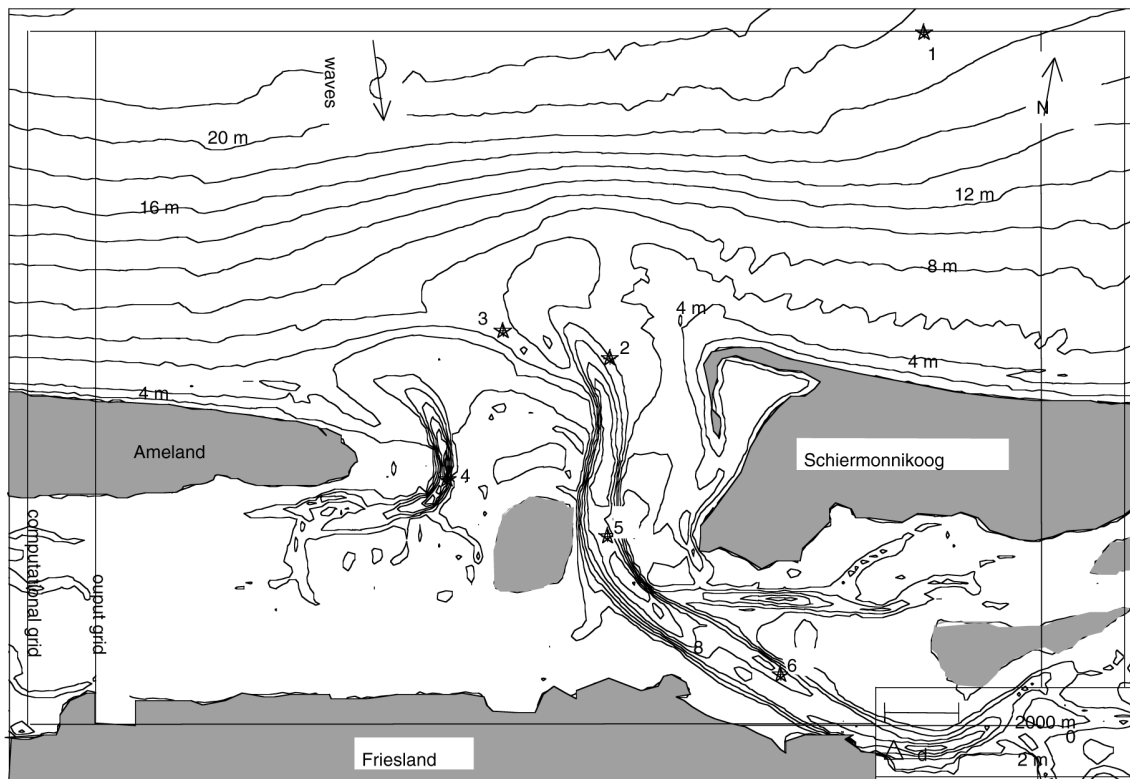 1
waves
N
20 m
16 m
12 m
8 m
4 m
3
2
4 m
4 m
Ameland
Schiermonnikoog
4
5
computational grid
ouput grid
8
6
2000 m
0
d
2 m
Friesland